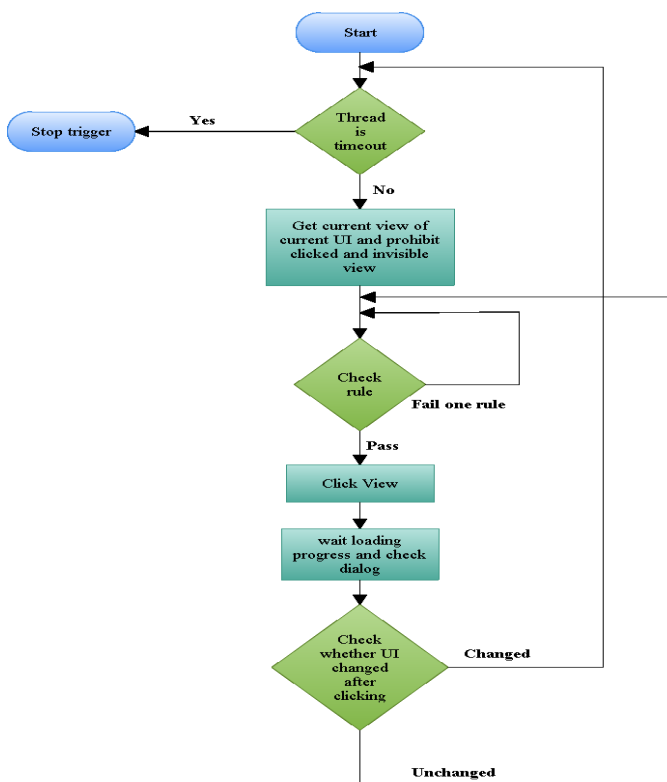 Start
Thread
is
timeout
Yes
Stop trigger
No
Get current view of
current UI and prohibit
clicked and invisible
view
Check
rule
Fail one rule
Pass
Click View
wait loading
progress and check
dialog
Check
whether UI
changed
after
clicking
Changed
Unchanged